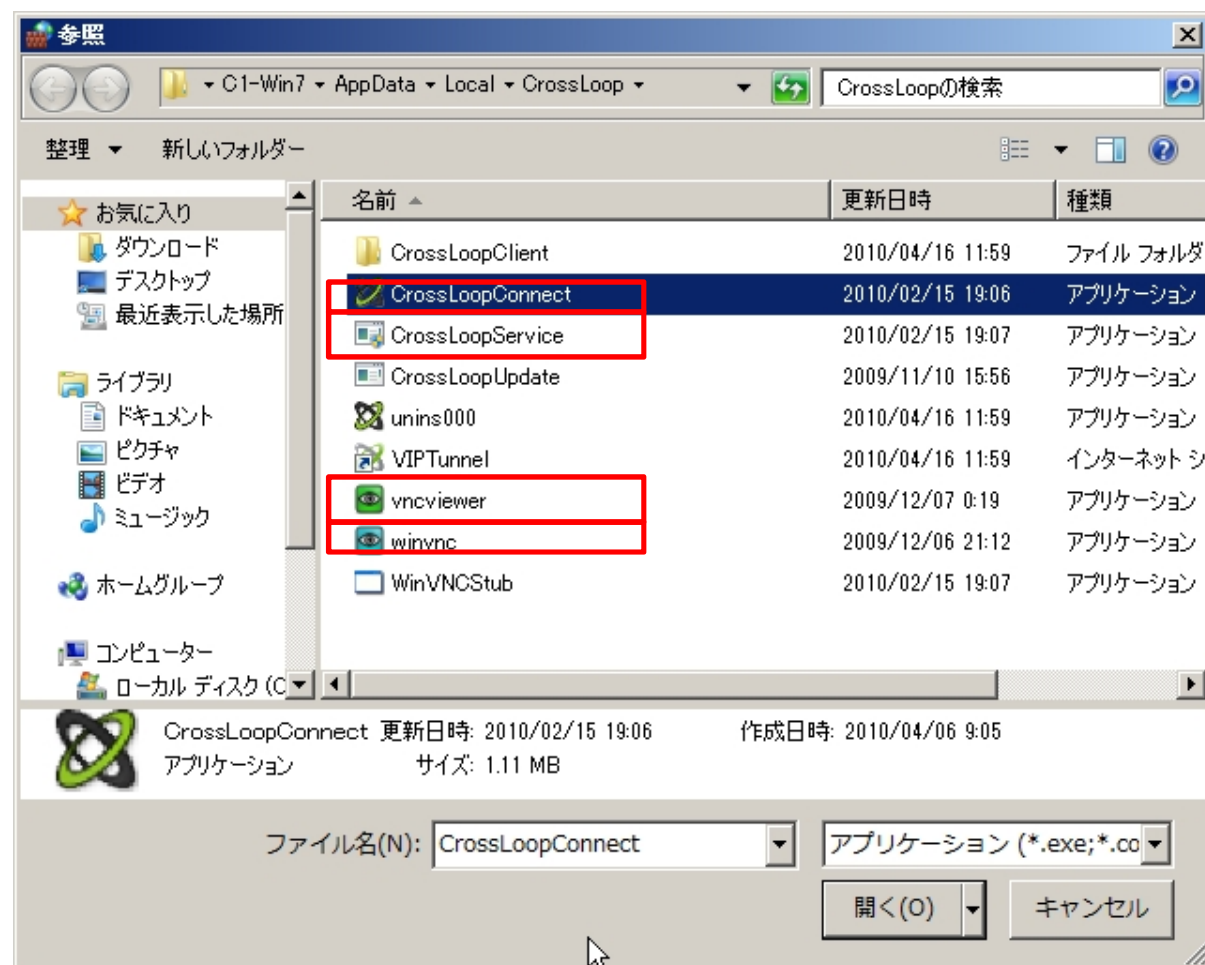 参照
C1-Win7 AppData Local CrossLoop
CrossLoopの検索
整理 新しいフォルダー
お気に入り
ダウンロード
デスクトップ
最近表示した場所
ライブラリ
ドキュメント
ピクチャ
ビデオ
ミュージック
ホームグループ
コンピューター
ローカル ディスク (C
名前 更新日時 種類
CrossLoopClient 2010/04/16 11:59 ファイル フォルダ
CrossLoopConnect 2010/02/15 19:06 アプリケーション
CrossLoopService 2010/02/15 19:07 アプリケーション
CrossLoopUpdate 2009/11/10 15:56 アプリケーション
unins000 2010/04/16 11:59 アプリケーション
VIPTunnel 2010/04/16 11:59 インターネット シ
vncviewer 2009/12/07 0:19 アプリケーション
winvnc 2009/12/06 21:12 アプリケーション
WinVNCStub 2010/02/15 19:07 アプリケーション
CrossLoopConnect 更新日時: 2010/02/15 19:06 作成日時: 2010/04/06 9:05
アプリケーション サイズ: 1.11 MB
ファイル名(N): CrossLoopConnect アプリケーション (*.exe;*.co
開く(O) キャンセル